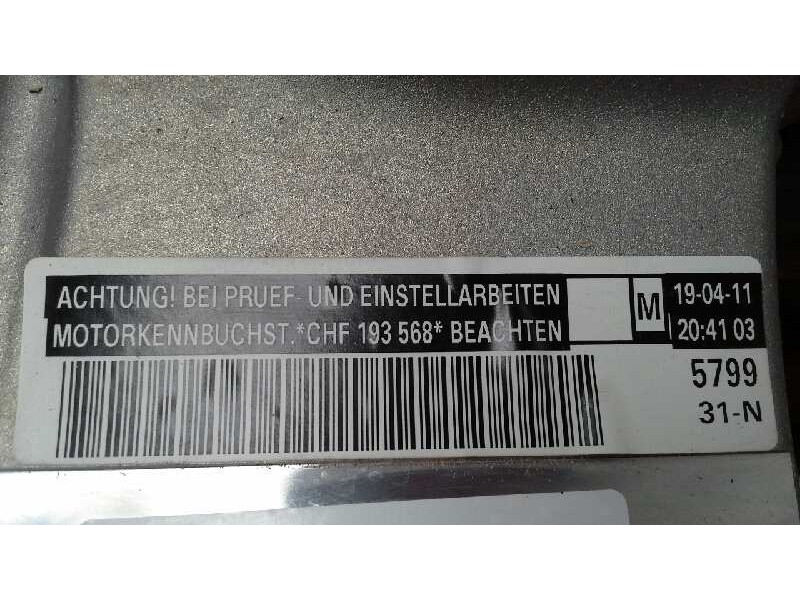 ACHTUNG! BEI PRUEF- UND EINSTELLARBEITEN M 19-04-11
MOTORKENNBUCHST.*CHF 193 568* BEACHTEN 20:41 03
5799
31-N